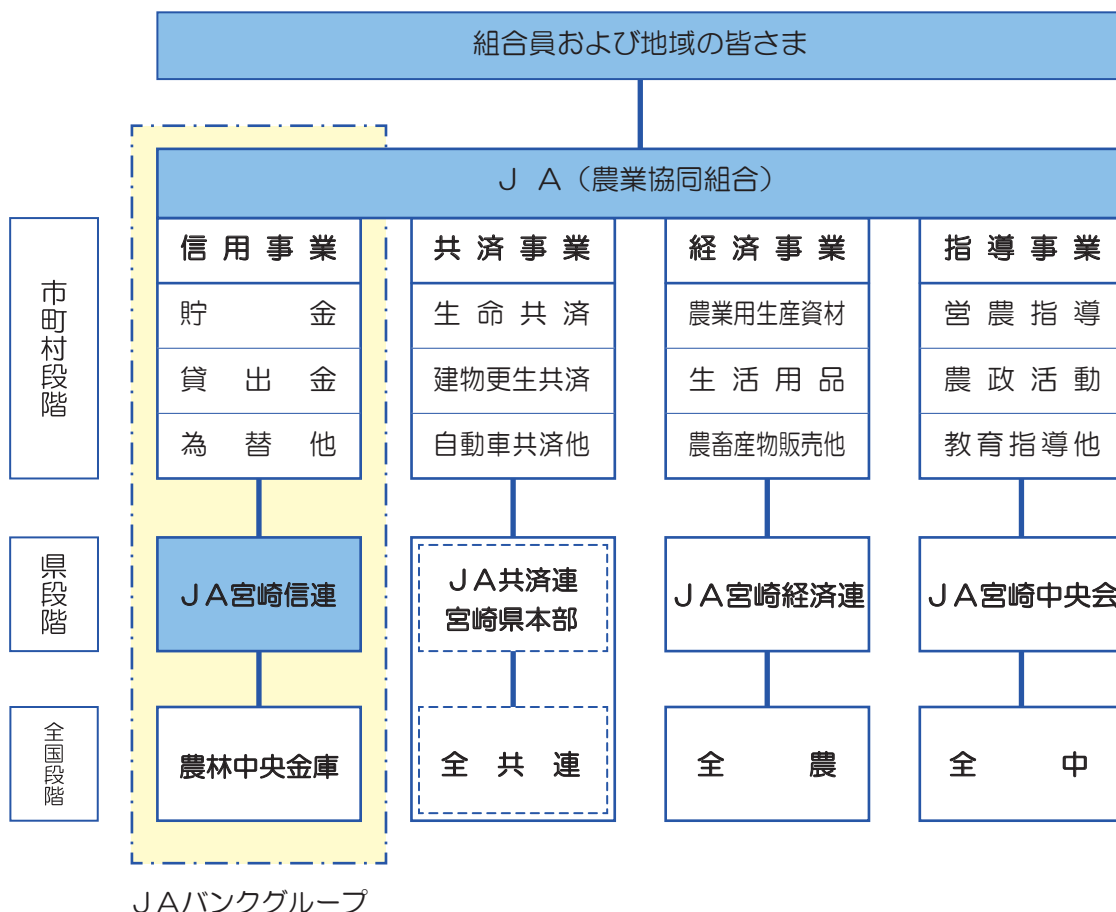 組合員および地域の皆さま
JA（農業協同組合）
市町村段階
信用事業
貯金
貸出金
為替他
共済事業
生命共済
建物更生共済
自動車共済他
経済事業
農業用生産資材
生活用品
農畜産物販売他
指導事業
営農指導
農政活動
教育指導他
県段階
JA宮崎信連
JA共済連
宮崎県本部
JA宮崎経済連
JA宮崎中央会
全国段階
農林中央金庫
全共連
全農
全中
JAバンクグループ